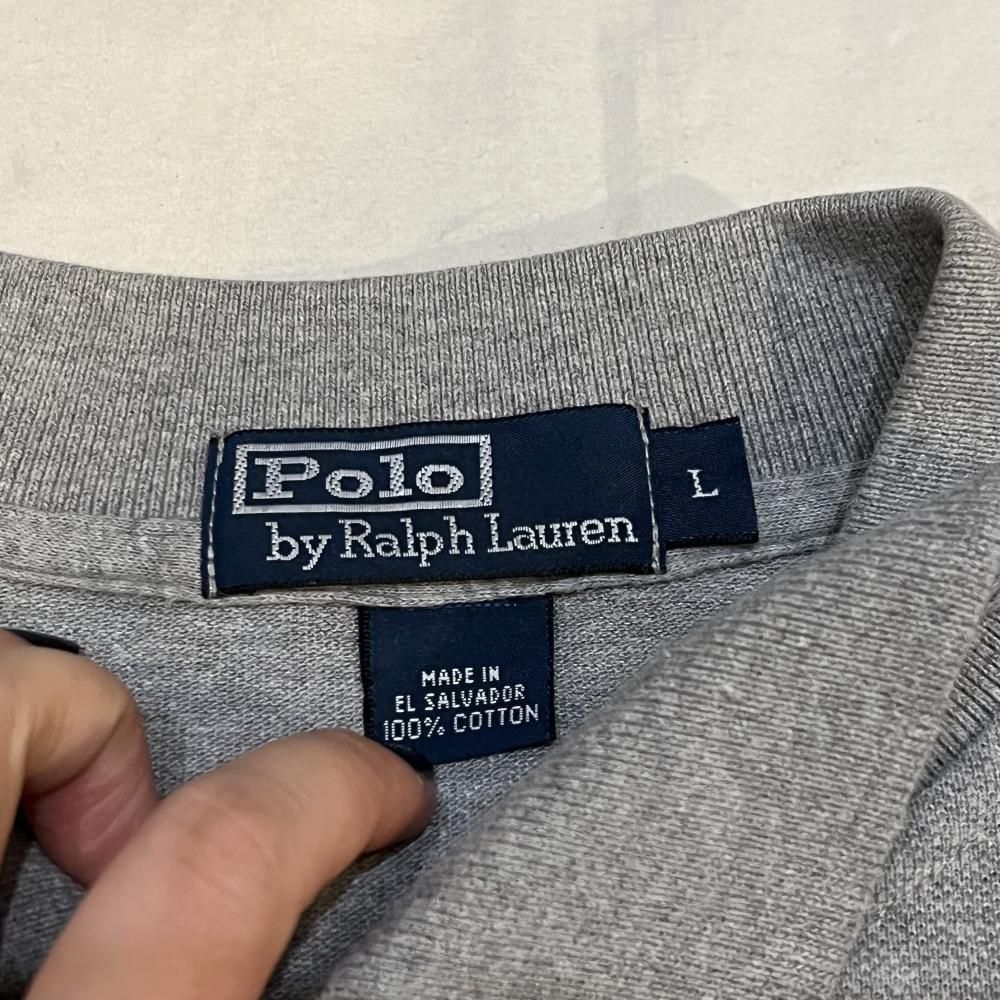 Polo
by Ralph Lauren
L
MADE IN
EL SALVADOR
100% COTTON